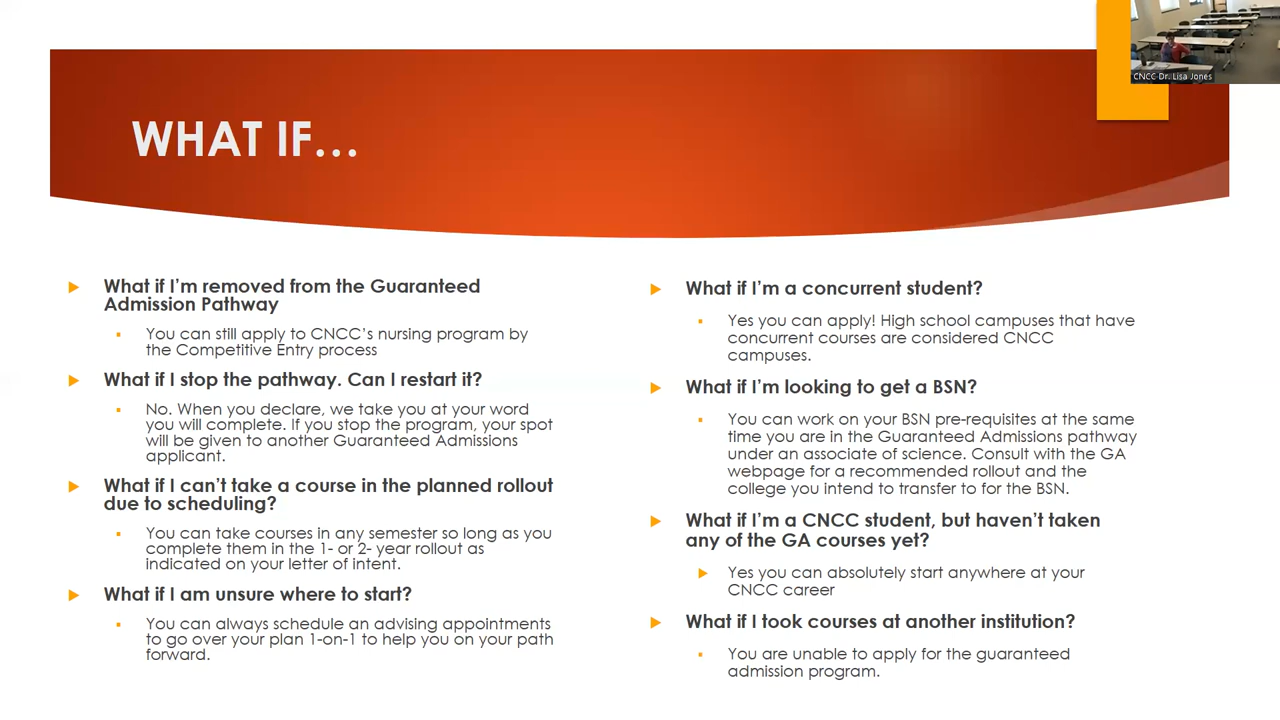 CNCC-Dr. Lisa Jones
WHAT IF...
What if I'm removed from the Guaranteed
Admission Pathway
You can still apply to CNCC's nursing program by
the Competitive Entry process
What if I stop the pathway. Can I restart it?
No. When you declare, we take you at your word
you will complete. If you stop the program, your spot
will be given to another Guaranteed Admissions
applicant.
What if I can't take a course in the planned rollout
due to scheduling?
You can take courses in any semester so long as you
complete them in the 1- or 2- year rollout as
indicated on your letter of intent.
What if I am unsure where to start?
You can always schedule an advising appointments
to go over your plan 1-on-1 to help you on your path
forward.
What if I'm a concurrent student?
Yes you can apply! High school campuses that have
concurrent courses are considered CNCC
campuses.
What if I'm looking to get a BSN?
You can work on your BSN pre-requisites at the same
time you are in the Guaranteed Admissions pathway
under an associate of science. Consult with the GA
webpage for a recommended rollout and the
college you intend to transfer to for the BSN.
What if I'm a CNCC student, but haven't taken
any of the GA courses yet?
Yes you can absolutely start anywhere at your
CNCC career
What if I took courses at another institution?
You are unable to apply for the guaranteed
admission program.